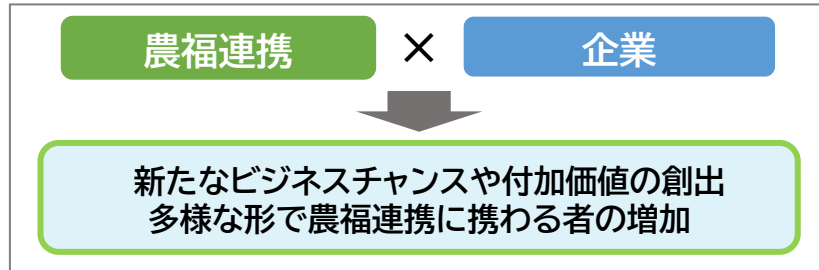 農福連携 × 企業
新たなビジネスチャンスや付加価値の創出
多様な形で農福連携に携わる者の増加